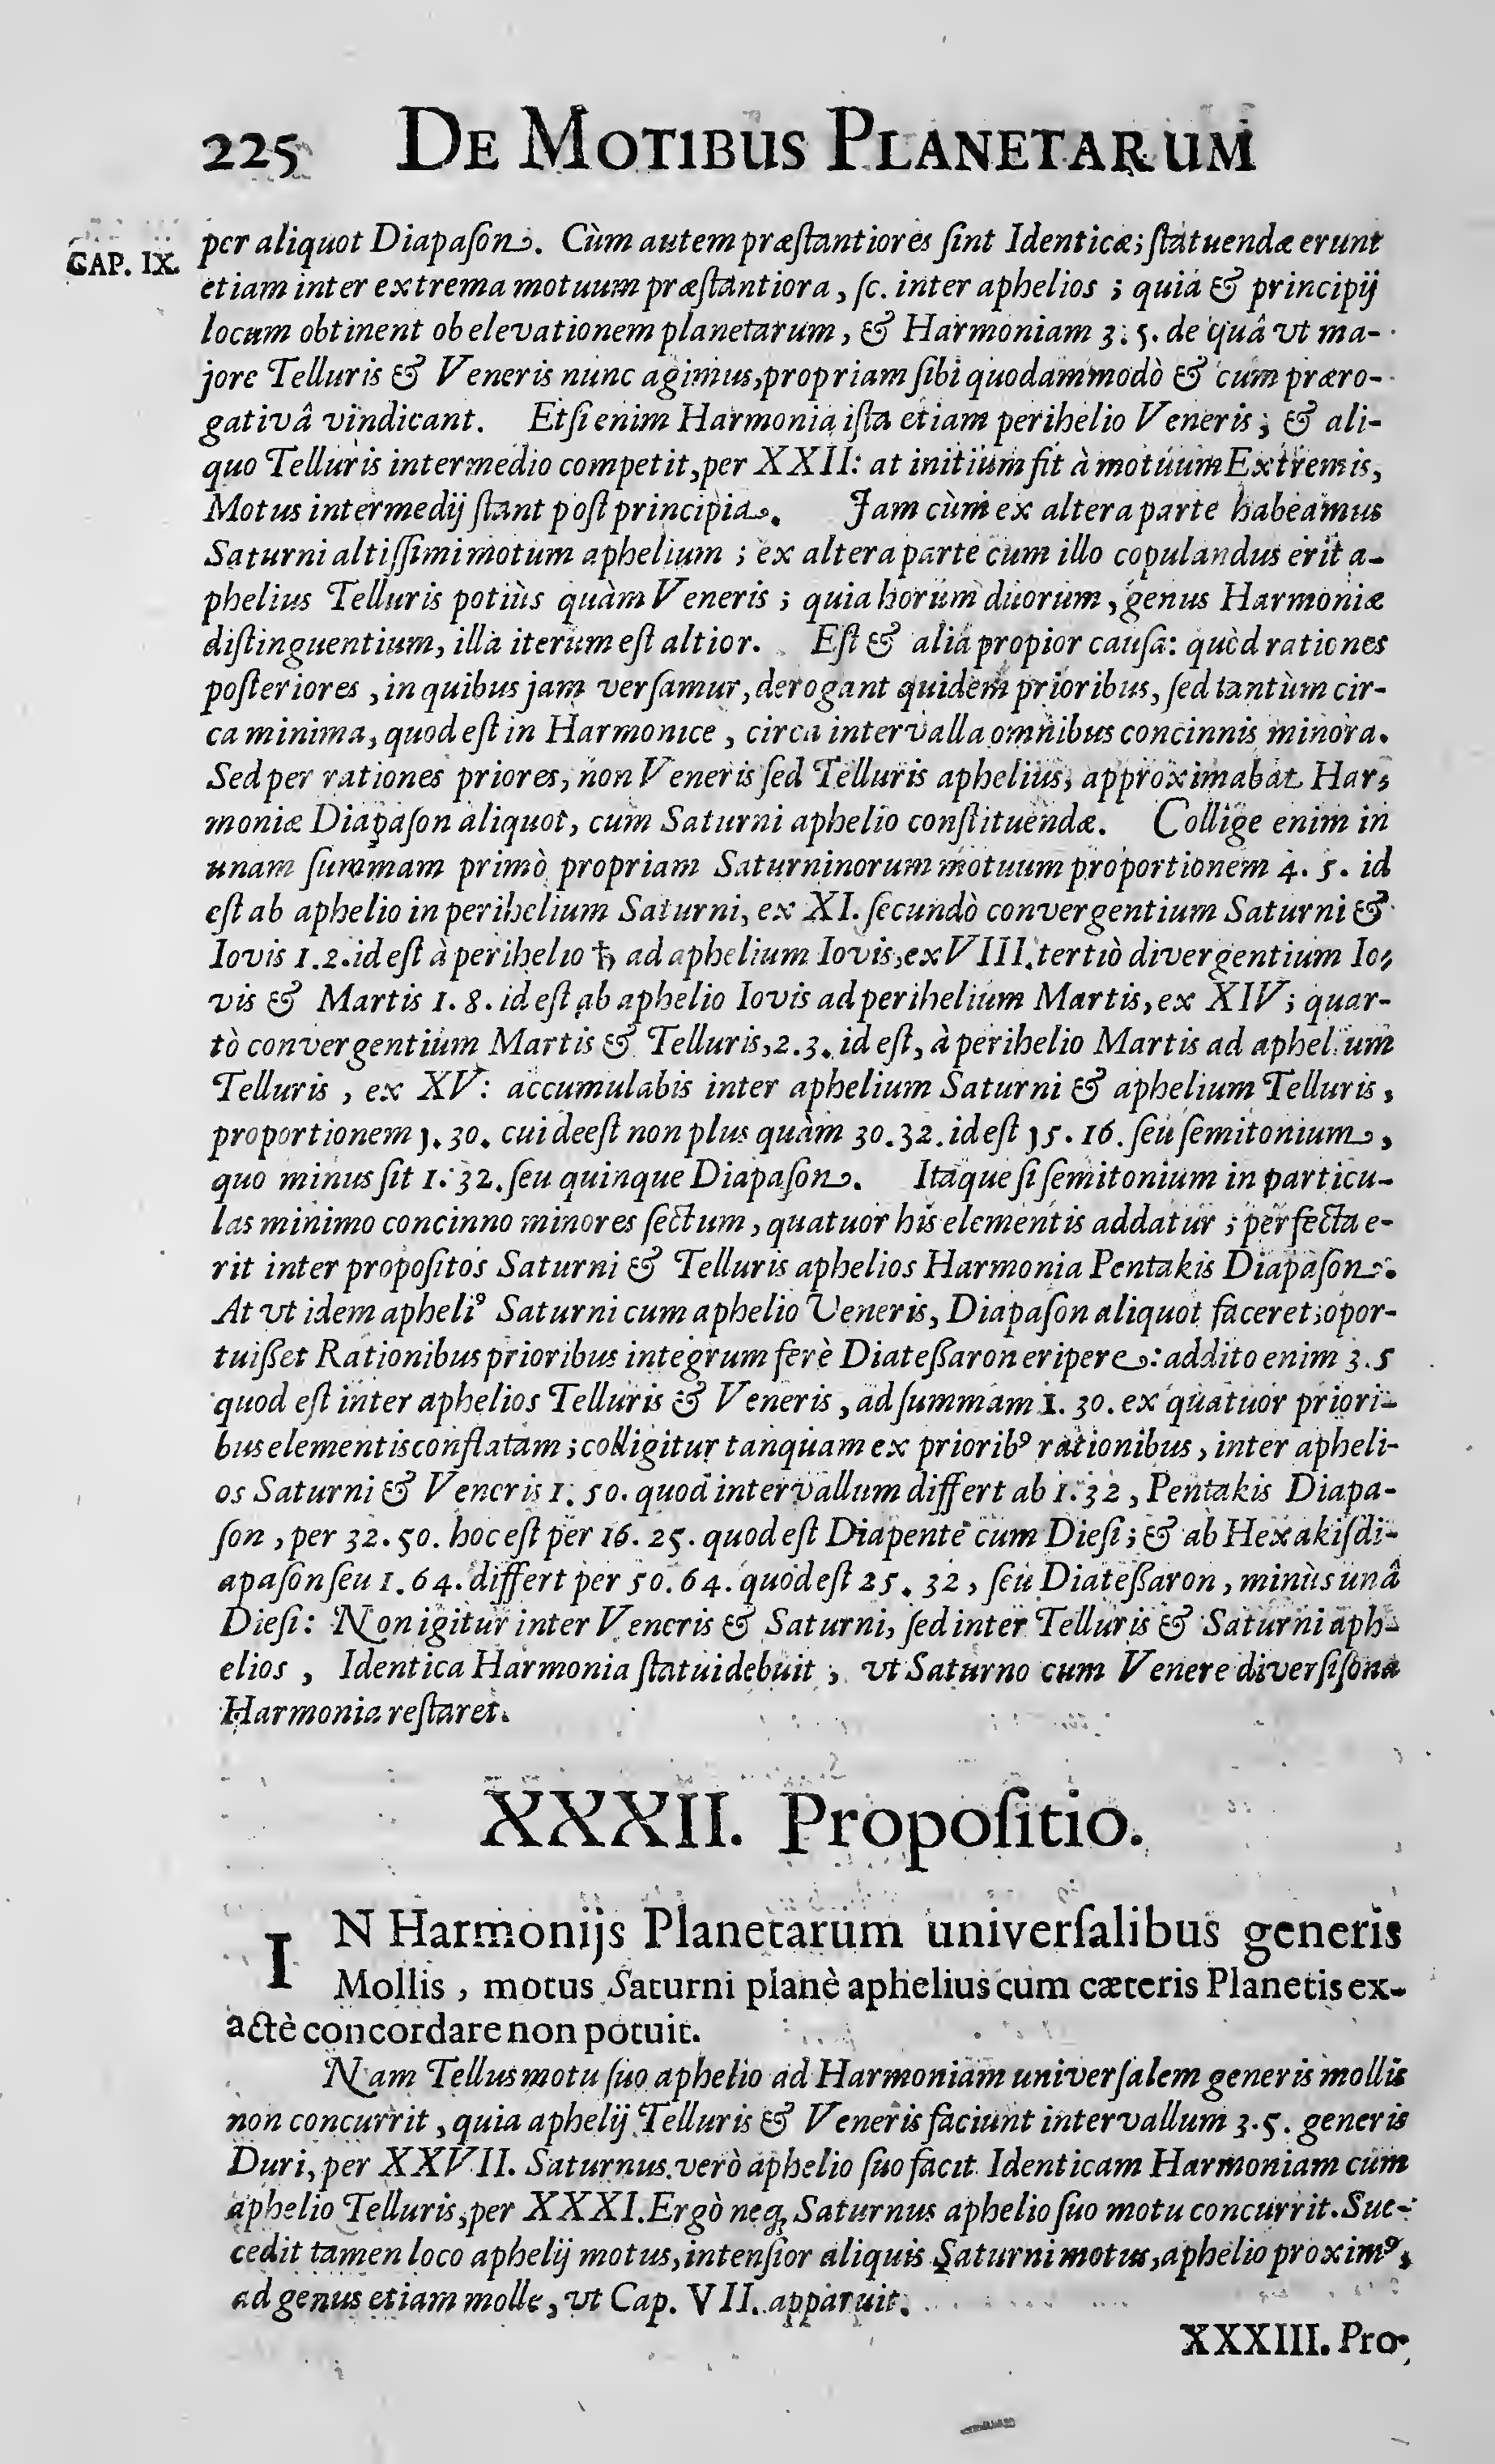 225 DE MOTIBUS PLANETARUM
CAP. IX.
per aliquot Diapaſon. Cùm autem præſtantiores ſint Identicæ; ſtatuendæ erunt
etiam inter extrema motuum præſtantiora, ſc. inter aphelios; quia & principij
locum obtinent ob elevationem planetarum, & Harmoniam 3. 5. de quâ vt ma-
jore Telluris & Veneris nunc agimus, propriam ſibi quodammodò & cum præro-
gativâ vindicant. Etſi enim Harmonia iſta etiam perihelio Veneris; & ali-
quo Telluris intermedio competit, per XXII: at initium fit à motuum Extremis,
Motus intermedij ſtant poſt principia. Jam cùm ex altera parte habeamus
Saturni altiſſimi motum aphelium; ex altera parte cum illo copulandus erit a-
phelius Telluris potiùs quàm Veneris; quia horum duorum, genus Harmoniæ
diſtinguentium, illa iterum eſt altior. Eſt & alia propior cauſa: quòd rationes
poſteriores, in quibus jam verſamur, derogant quidem prioribus, ſed tantùm cir-
ca minima, quod eſt in Harmonice, circa intervalla omnibus concinnis minora.
Sed per rationes priores, non Veneris ſed Telluris aphelius, approximabat Har-
moniæ Diapaſon aliquot, cum Saturni aphelio conſtituendæ. Collige enim in
unam ſummam primò propriam Saturninorum motuum proportionem 4. 5. id
eſt ab aphelio in perihelium Saturni, ex XI. ſecundò convergentium Saturni &
Iovis 1. 2. id eſt à perihelio ♄ ad aphelium Iovis, ex VIII. tertiò divergentium Io-
vis & Martis 1. 8. id eſt ab aphelio Iovis ad perihelium Martis, ex XIV; quar-
tò convergentium Martis & Telluris, 2. 3. id eſt, à perihelio Martis ad aphelium
Telluris, ex XV: accumulabis inter aphelium Saturni & aphelium Telluris,
proportionem 1. 30. cui deeſt non plus quàm 30. 32. id eſt 15. 16. ſeu ſemitonium,
quo minus ſit 1. 32. ſeu quinque Diapaſon. Itaque ſi ſemitonium in particu-
las minimo concinno minores ſectum, quatuor his elementis addatur; perfecta e-
rit inter propoſitos Saturni & Telluris aphelios Harmonia Pentakis Diapaſon.
At vt idem apheliꝰ Saturni cum aphelio Veneris, Diapaſon aliquot faceret; opor-
tuißet Rationibus prioribus integrum ferè Diateßaron eripere: addito enim 3. 5
quod eſt inter aphelios Telluris & Veneris, ad ſummam 1. 30. ex quatuor priori-
bus elementis conflatam; colligitur tanquam ex prioribꝰ rationibus, inter apheli-
os Saturni & Veneris 1. 50. quod intervallum differt ab 1. 32, Pentakis Diapa-
ſon, per 32. 50. hoc eſt per 16. 25. quod eſt Diapente cum Dieſi; & ab Hexakiſdi-
apaſon ſeu 1. 64. differt per 50. 64. quod eſt 25. 32, ſeu Diateßaron, minùs unâ
Dieſi: Non igitur inter Veneris & Saturni, ſed inter Telluris & Saturni aph-
elios, Identica Harmonia ſtatui debuit, vt Saturno cum Venere diverſiſona
Harmonia reſtaret.
XXXII. Propoſitio.
IN Harmonijs Planetarum univerſalibus generis
Mollis, motus Saturni planè aphelius cum cæteris Planetis ex-
actè concordare non potuit.
Nam Tellus motu ſuo aphelio ad Harmoniam univerſalem generis mollis
non concurrit, quia aphelij Telluris & Veneris faciunt intervallum 3. 5. generis
Duri, per XXVII. Saturnus verò aphelio ſuo facit Identicam Harmoniam cum
aphelio Telluris, per XXXI. Ergò neq; Saturnus aphelio ſuo motu concurrit. Suc-
cedit tamen loco aphelij motus, intenſior aliquis Saturni motus, aphelio proximꝰ,
ad genus etiam molle, vt Cap. VII. apparuit.
XXXIII. Pro-